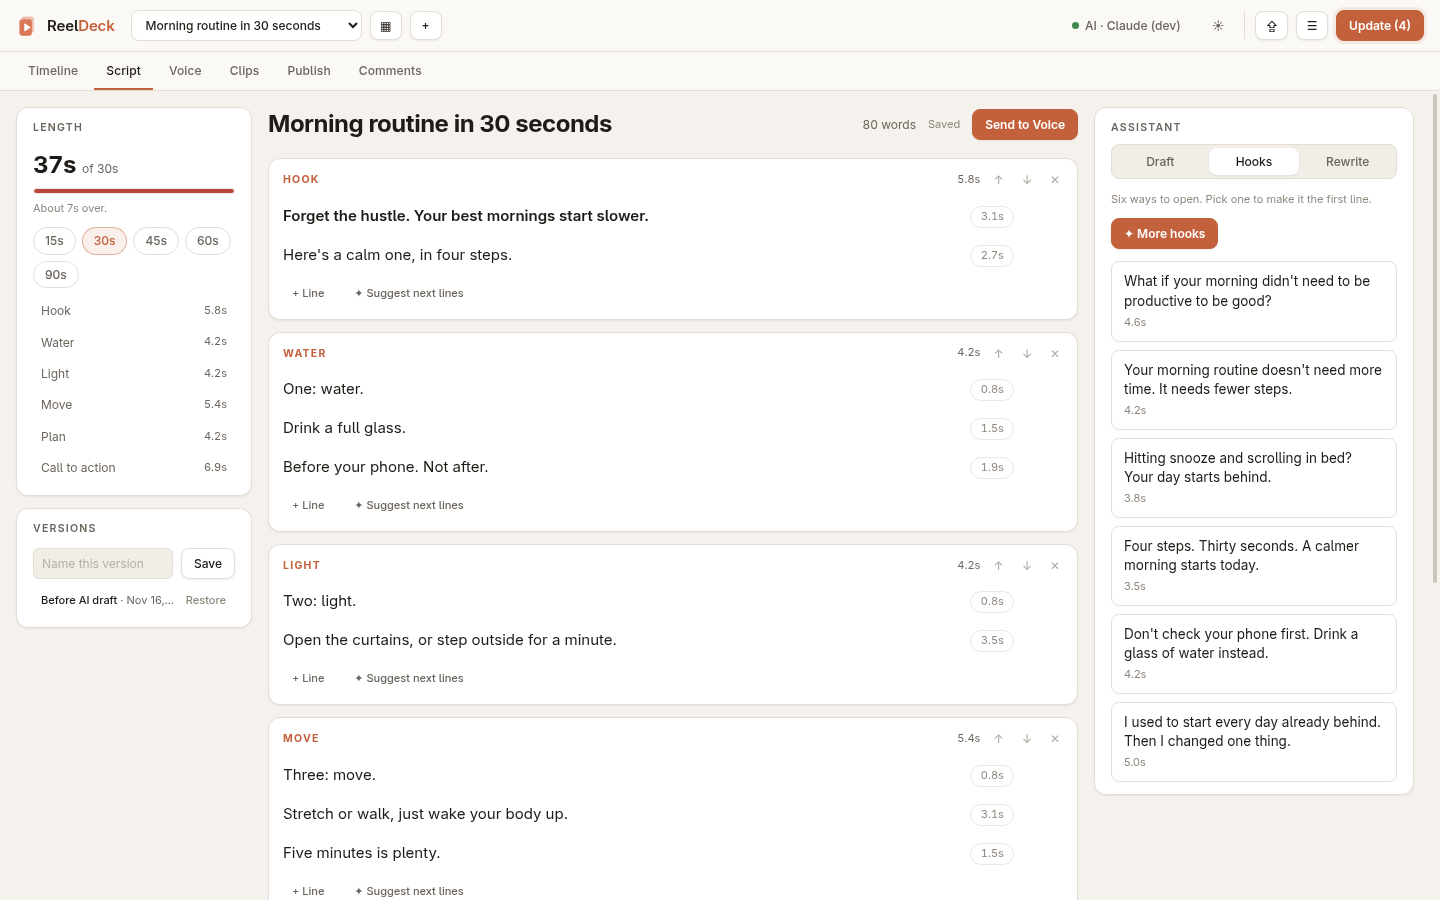 ReelDeck
Morning routine in 30 seconds
+
AI · Claude (dev)
Update (4)
Timeline
Script
Voice
Clips
Publish
Comments
LENGTH
37s of 30s
About 7s over.
15s
30s
45s
60s
90s
Hook 5.8s
Water 4.2s
Light 4.2s
Move 5.4s
Plan 4.2s
Call to action 6.9s
VERSIONS
Name this version
Save
Before AI draft · Nov 16,... Restore
Morning routine in 30 seconds
80 words
Saved
Send to Voice
HOOK 5.8s ↑ ↓ ×
Forget the hustle. Your best mornings start slower. 3.1s
Here's a calm one, in four steps. 2.7s
+ Line ✦ Suggest next lines
WATER 4.2s ↑ ↓ ×
One: water. 0.8s
Drink a full glass. 1.5s
Before your phone. Not after. 1.9s
+ Line ✦ Suggest next lines
LIGHT 4.2s ↑ ↓ ×
Two: light. 0.8s
Open the curtains, or step outside for a minute. 3.5s
+ Line ✦ Suggest next lines
MOVE 5.4s ↑ ↓ ×
Three: move. 0.8s
Stretch or walk, just wake your body up. 3.1s
Five minutes is plenty. 1.5s
+ Line ✦ Suggest next lines
ASSISTANT
Draft
Hooks
Rewrite
Six ways to open. Pick one to make it the first line.
✦ More hooks
What if your morning didn't need to be
productive to be good?
4.6s
Your morning routine doesn't need more
time. It needs fewer steps.
4.2s
Hitting snooze and scrolling in bed?
Your day starts behind.
3.8s
Four steps. Thirty seconds. A calmer
morning starts today.
3.5s
Don't check your phone first. Drink a
glass of water instead.
4.2s
I used to start every day already behind.
Then I changed one thing.
5.0s